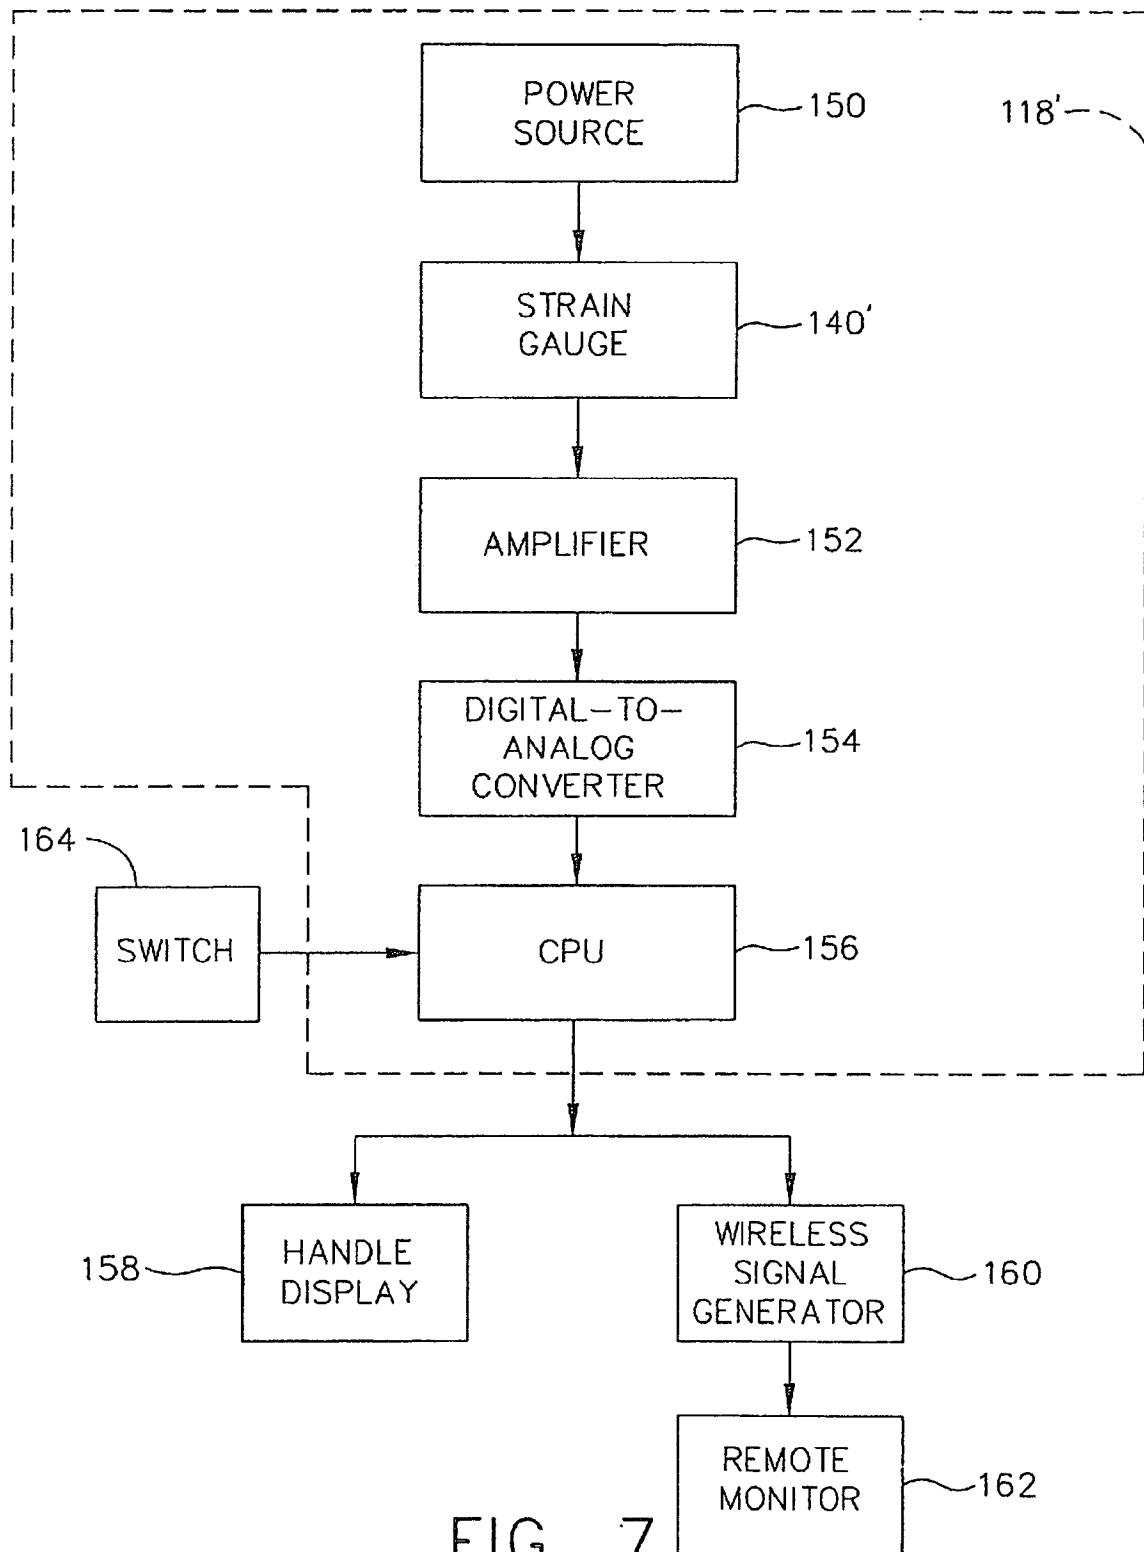 POWER
SOURCE
150
118'
STRAIN
GAUGE
140'
AMPLIFIER
152
DIGITAL-TO-
ANALOG
CONVERTER
154
164
SWITCH
CPU
156
HANDLE
DISPLAY
158
WIRELESS
SIGNAL
GENERATOR
160
REMOTE
MONITOR
162
FIG. 7